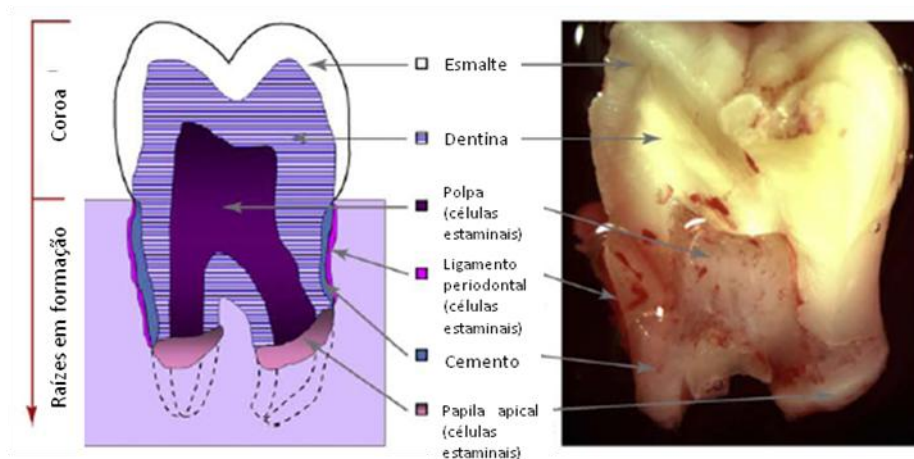 Coroa
Raízes em formação
Esmalte
Dentina
Polpa
(células
estaminais)
Ligamento
periodontal
(células
estaminais)
Cemento
Papila apical
(células
estaminais)